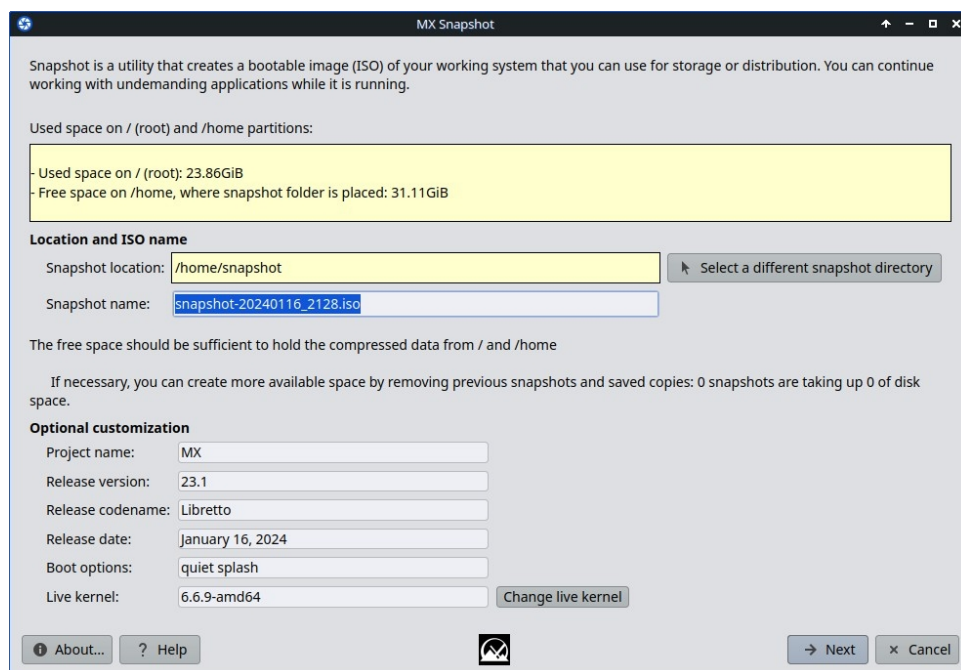 MX Snapshot
Snapshot is a utility that creates a bootable image (ISO) of your working system that you can use for storage or distribution. You can continue
working with undemanding applications while it is running.
Used space on / (root) and /home partitions:
- Used space on / (root): 23.86GiB
- Free space on /home, where snapshot folder is placed: 31.11GiB
Location and ISO name
Snapshot location: /home/snapshot Select a different snapshot directory
Snapshot name: snapshot-20240116_2128.iso
The free space should be sufficient to hold the compressed data from / and /home
If necessary, you can create more available space by removing previous snapshots and saved copies: 0 snapshots are taking up 0 of disk
space.
Optional customization
Project name: MX
Release version: 23.1
Release codename: Libretto
Release date: January 16, 2024
Boot options: quiet splash
Live kernel: 6.6.9-amd64 Change live kernel
About... ? Help Next Cancel